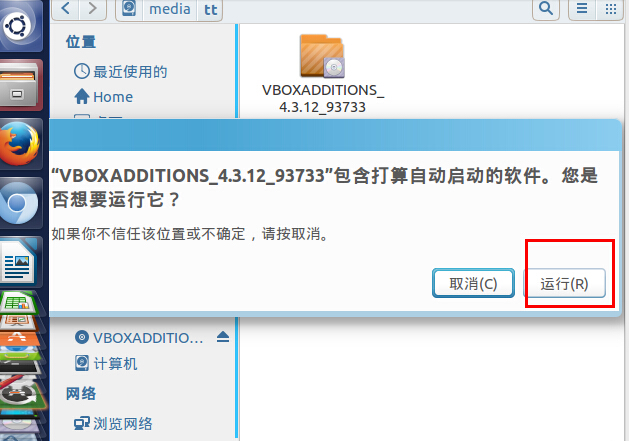 media
tt
位置
最近使用的
Home
VBOXADDITIONS_
4.3.12_93733
“VBOXADDITIONS_4.3.12_93733”包含打算自动启动的软件。您是
否想要运行它？
如果你不信任该位置或不确定，请按取消。
取消(C)
运行(R)
VBOXADDITIO...
计算机
网络
浏览网络